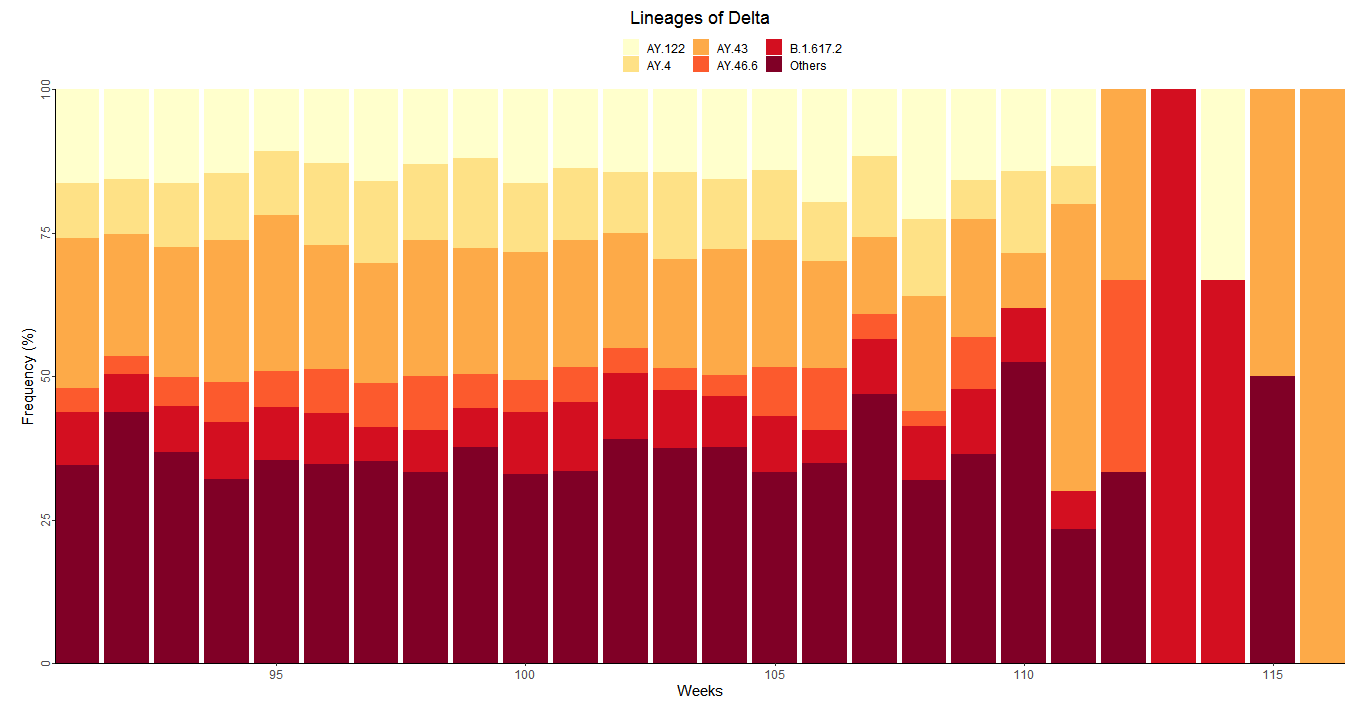 Lineages of Delta
AY.122 AY.43 B.1.617.2
AY.4 AY.46.6 Others
100
75
50
25
0
Frequency (%)
95 100 105 110 115
Weeks